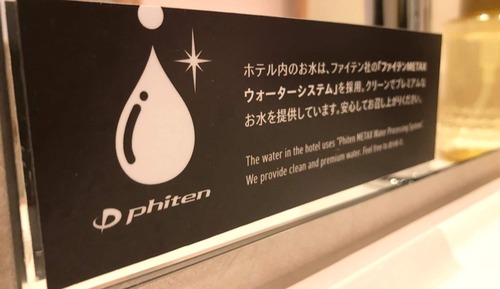 ホテル内のお水は、ファイテン社の「ファイテンMETAX
ウォーターシステム」を採用。クリーンでプレミアムな
お水を提供しています。安心してお召し上がりください。
The water in the hotel uses "Phiten METAX Water Processing System".
We provide clean and premium water. Feel free to drink it.
phiten